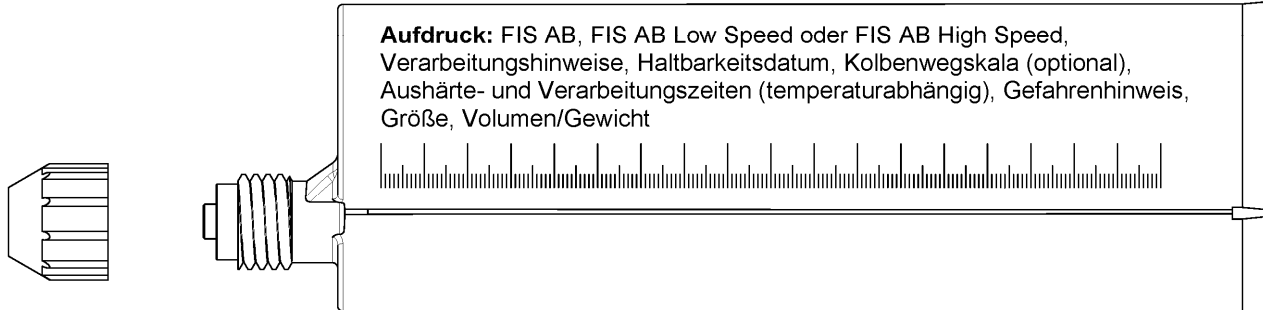 Aufdruck: FIS AB, FIS AB Low Speed oder FIS AB High Speed,
Verarbeitungshinweise, Haltbarkeitsdatum, Kolbenwegskala (optional),
Aushärte- und Verarbeitungszeiten (temperaturabhängig), Gefahrenhinweis,
Größe, Volumen/Gewicht